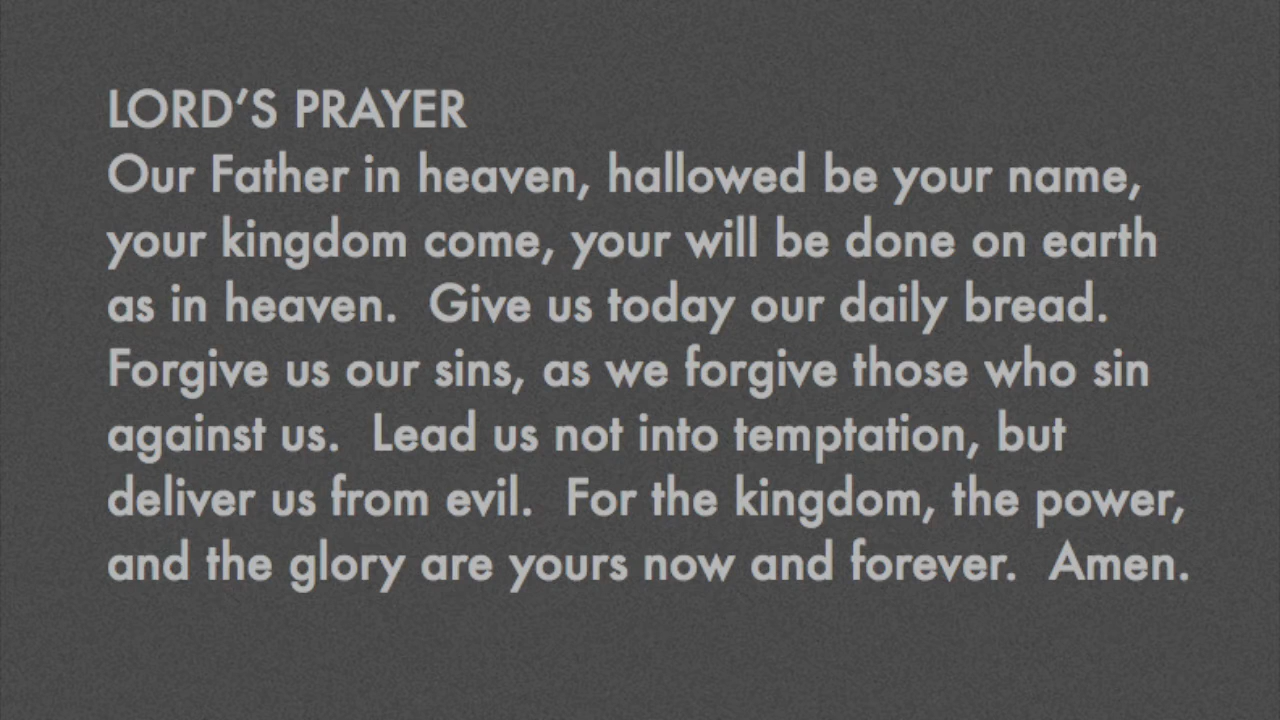 LORD’S PRAYER
Our Father in heaven, hallowed be your name,
your kingdom come, your will be done on earth
as in heaven.  Give us today our daily bread.
Forgive us our sins, as we forgive those who sin
against us.  Lead us not into temptation, but
deliver us from evil.  For the kingdom, the power,
and the glory are yours now and forever.  Amen.